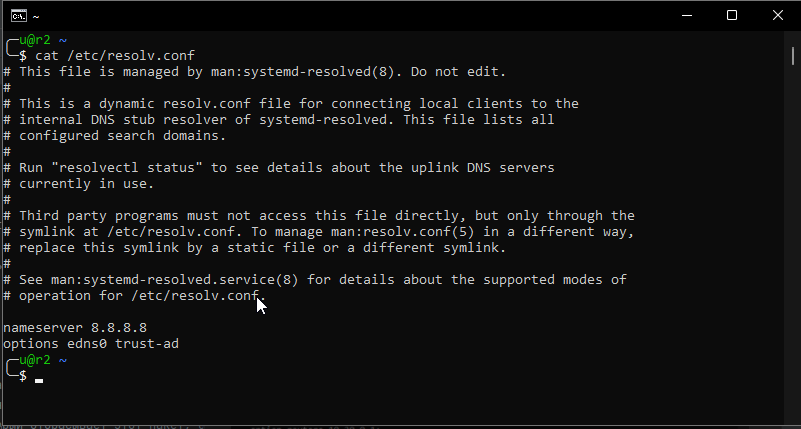 ~
╭─u@r2 ~
╰─$ cat /etc/resolv.conf
# This file is managed by man:systemd-resolved(8). Do not edit.
#
# This is a dynamic resolv.conf file for connecting local clients to the
# internal DNS stub resolver of systemd-resolved. This file lists all
# configured search domains.
#
# Run "resolvectl status" to see details about the uplink DNS servers
# currently in use.
#
# Third party programs must not access this file directly, but only through the
# symlink at /etc/resolv.conf. To manage man:resolv.conf(5) in a different way,
# replace this symlink by a static file or a different symlink.
#
# See man:systemd-resolved.service(8) for details about the supported modes of
# operation for /etc/resolv.conf.
nameserver 8.8.8.8
options edns0 trust-ad
╭─u@r2 ~
╰─$